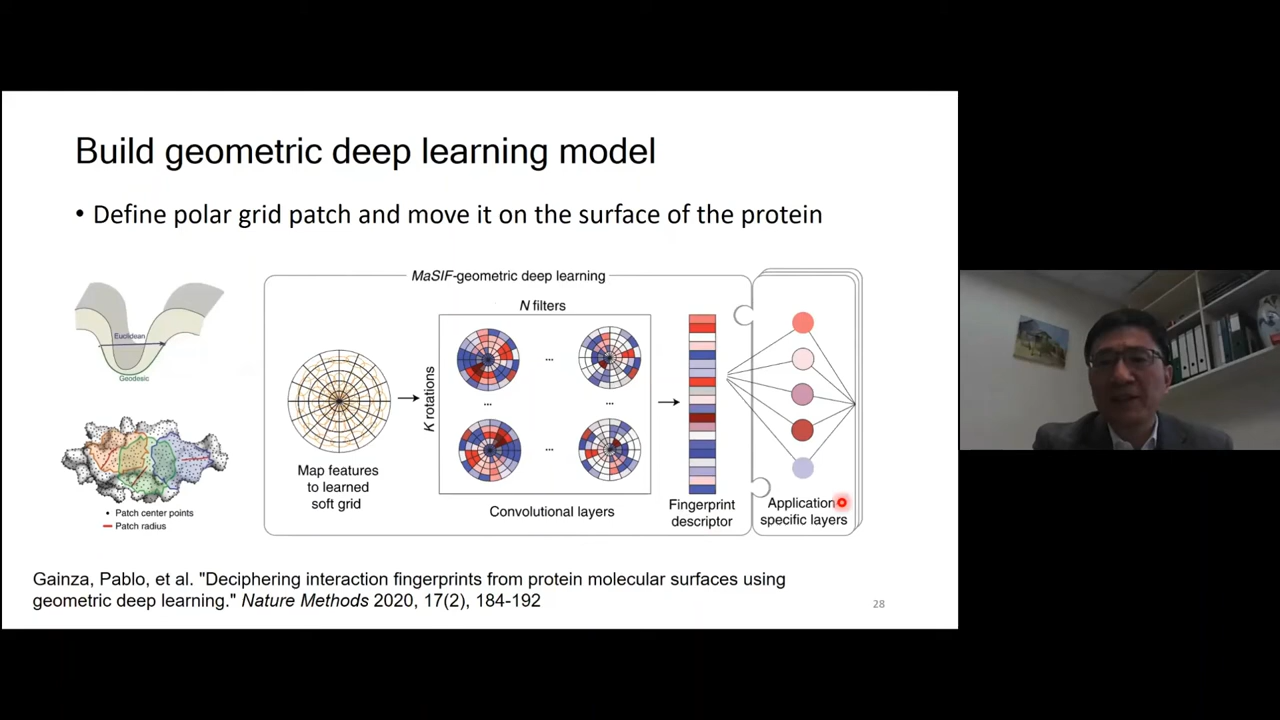 Build geometric deep learning model
• Define polar grid patch and move it on the surface of the protein
Euclidean
Geodesic
• Patch center points
Patch radius
MaSIF-geometric deep learning
N filters
K rotations
...
...
...
...
Map features
to learned
soft grid
Convolutional layers
Fingerprint
descriptor
Application
specific layers
Gainza, Pablo, et al. "Deciphering interaction fingerprints from protein molecular surfaces using
geometric deep learning." Nature Methods 2020, 17(2), 184-192
28